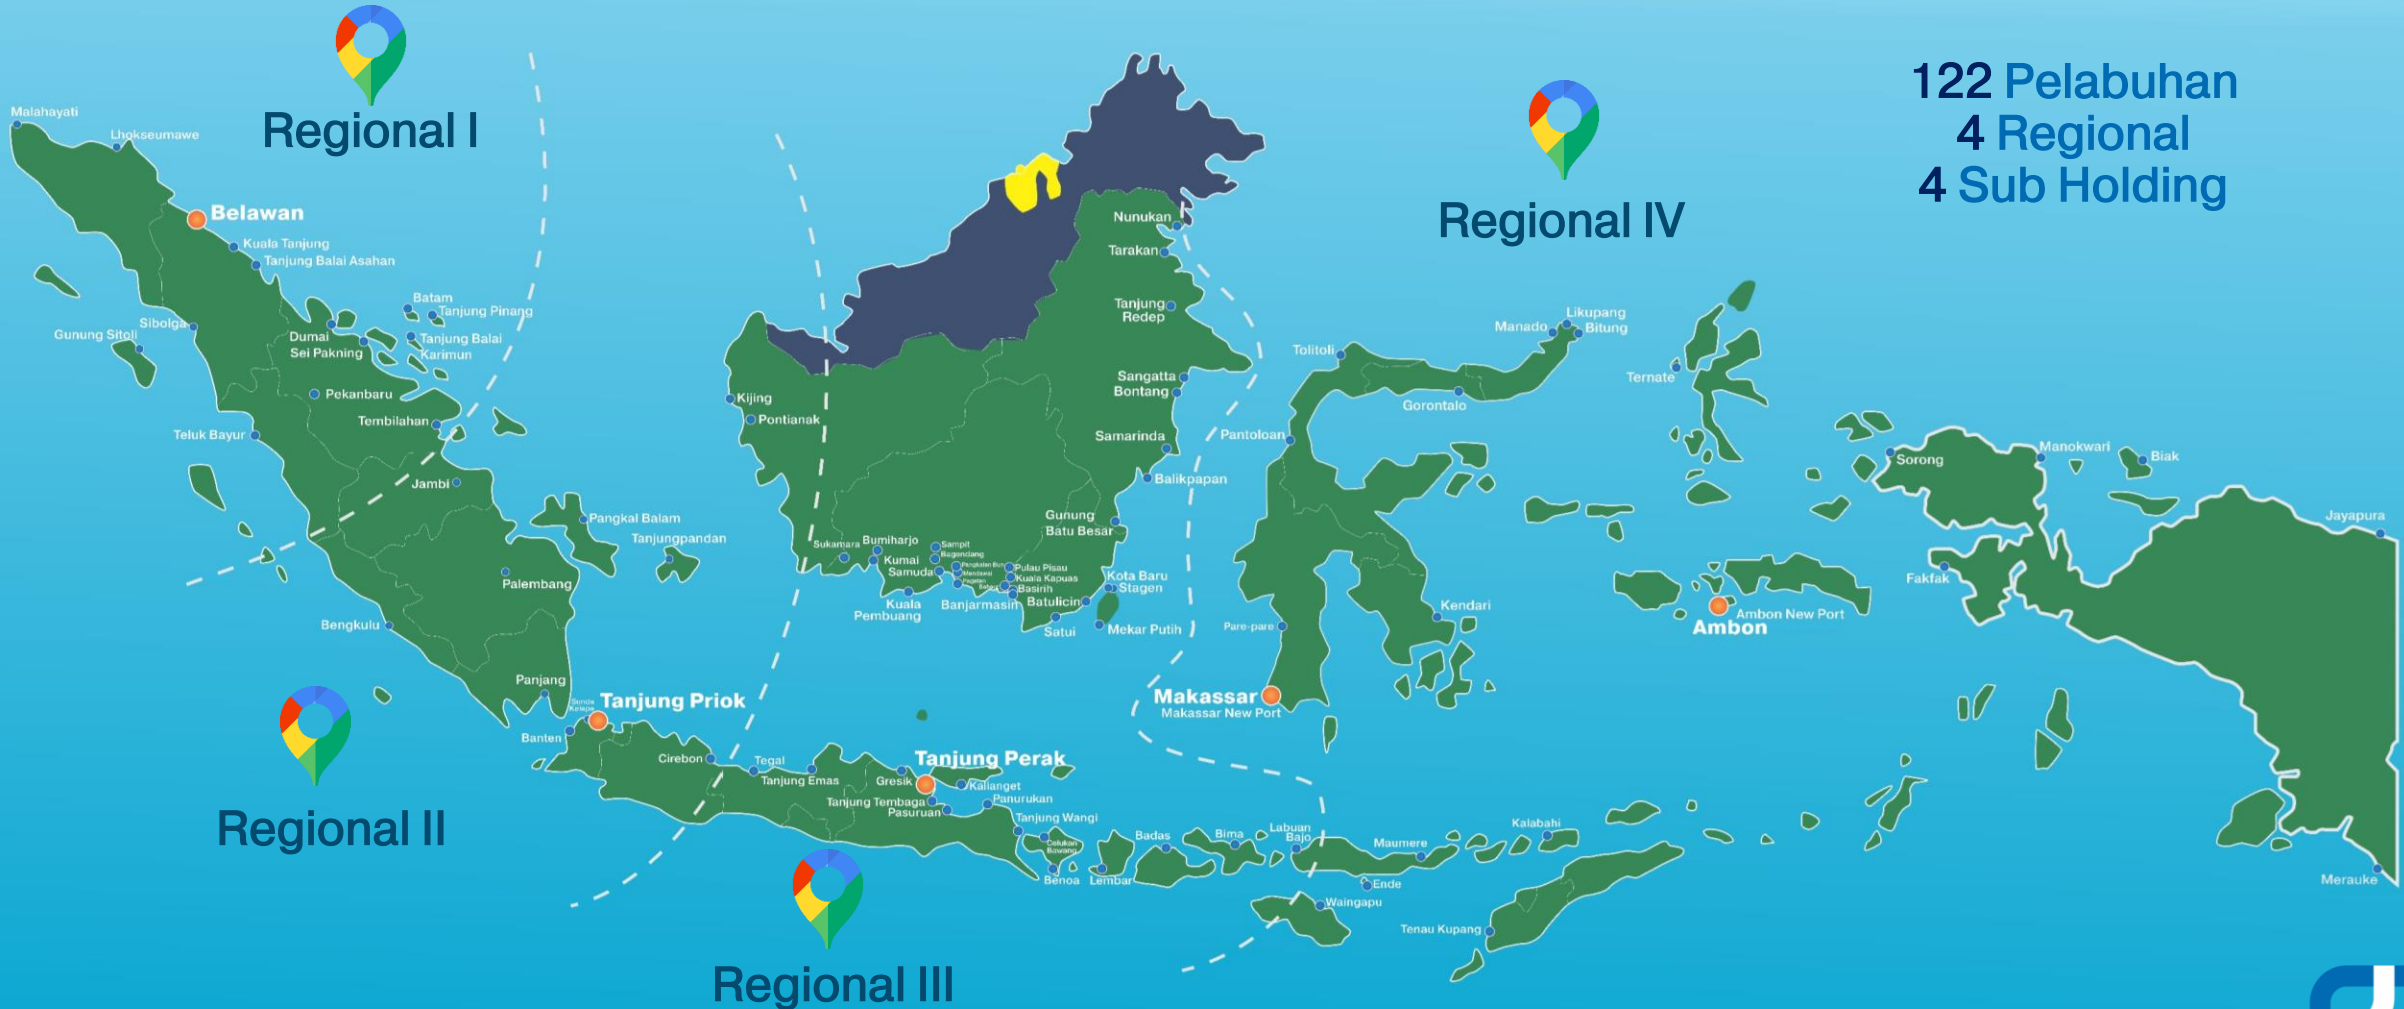 Regional I
Regional IV
122 Pelabuhan
4 Regional
4 Sub Holding
Malahayati
Lhokseumawe
Belawan
Kuala Tanjung
Tanjung Balai Asahan
Batam
Tanjung Pinang
Sibolga
Gunung Sitoli
Dumai
Sei Pakning
Tanjung Balai
Karimun
Pekanbaru
Tembilahan
Teluk Bayur
Jambi
Pangkal Balam
Tanjungpandan
Palembang
Bengkulu
Panjang
Sunda
Kelapa
Tanjung Priok
Banten
Cirebon
Regional II
Kijing
Pontianak
Nunukan
Tarakan
Tanjung
Redep
Sangatta
Bontang
Samarinda
Balikpapan
Gunung
Batu Besar
Sukamara
Bumiharjo
Kumai
Samuda
Sampit
Bagendang
Pulau Pisau
Kuala Kapuas
Basirih
Kuala
Pembuang
Banjarmasin
Batulicin
Kota Baru
Stagen
Satui
Mekar Putih
Tegal
Tanjung Emas
Gresik
Tanjung Perak
Kalianget
Tanjung Tembaga
Pasuruan
Panurukan
Tanjung Wangi
Celukan
Bawang
Benoa
Lembar
Badas
Bima
Labuan
Bajo
Regional III
Tolitoli
Manado
Likupang
Bitung
Gorontalo
Pantoloan
Ternate
Kendari
Pare-pare
Makassar
Makassar New Port
Maumere
Ende
Waingapu
Kalabahi
Tenau Kupang
Ambon New Port
Ambon
Sorong
Manokwari
Biak
Jayapura
Fakfak
Merauke